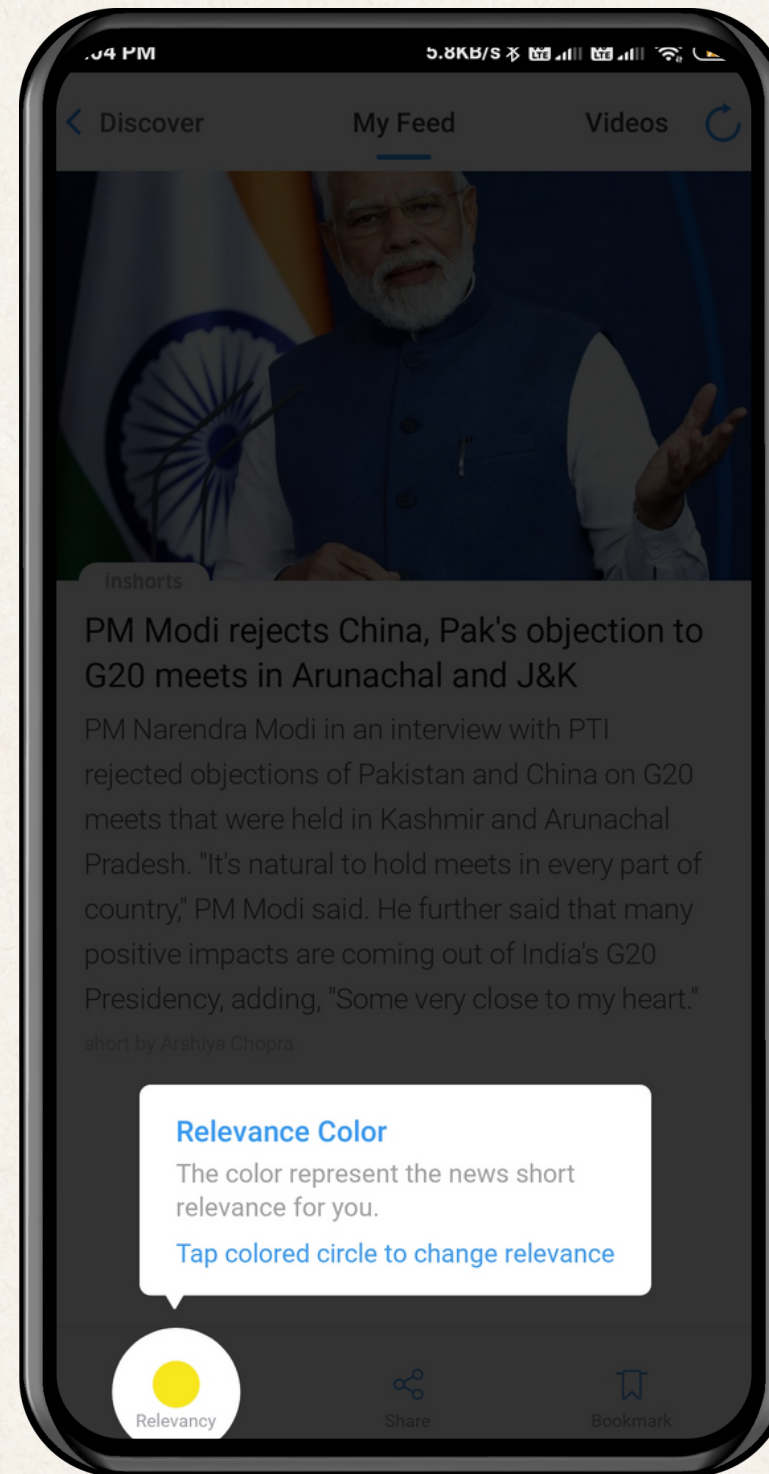 :04 PM
5.8KB/S
LTE
LTE
Discover
My Feed
Videos
inshorts
PM Modi rejects China, Pak's objection to
G20 meets in Arunachal and J&K
PM Narendra Modi in an interview with PTI
rejected objections of Pakistan and China on G20
meets that were held in Kashmir and Arunachal
Pradesh. "It's natural to hold meets in every part of
country," PM Modi said. He further said that many
positive impacts are coming out of India's G20
Presidency, adding, "Some very close to my heart."
short by Arshiya Chopra
Relevance Color
The color represent the news short
relevance for you.
Tap colored circle to change relevance
Relevancy
Share
Bookmark